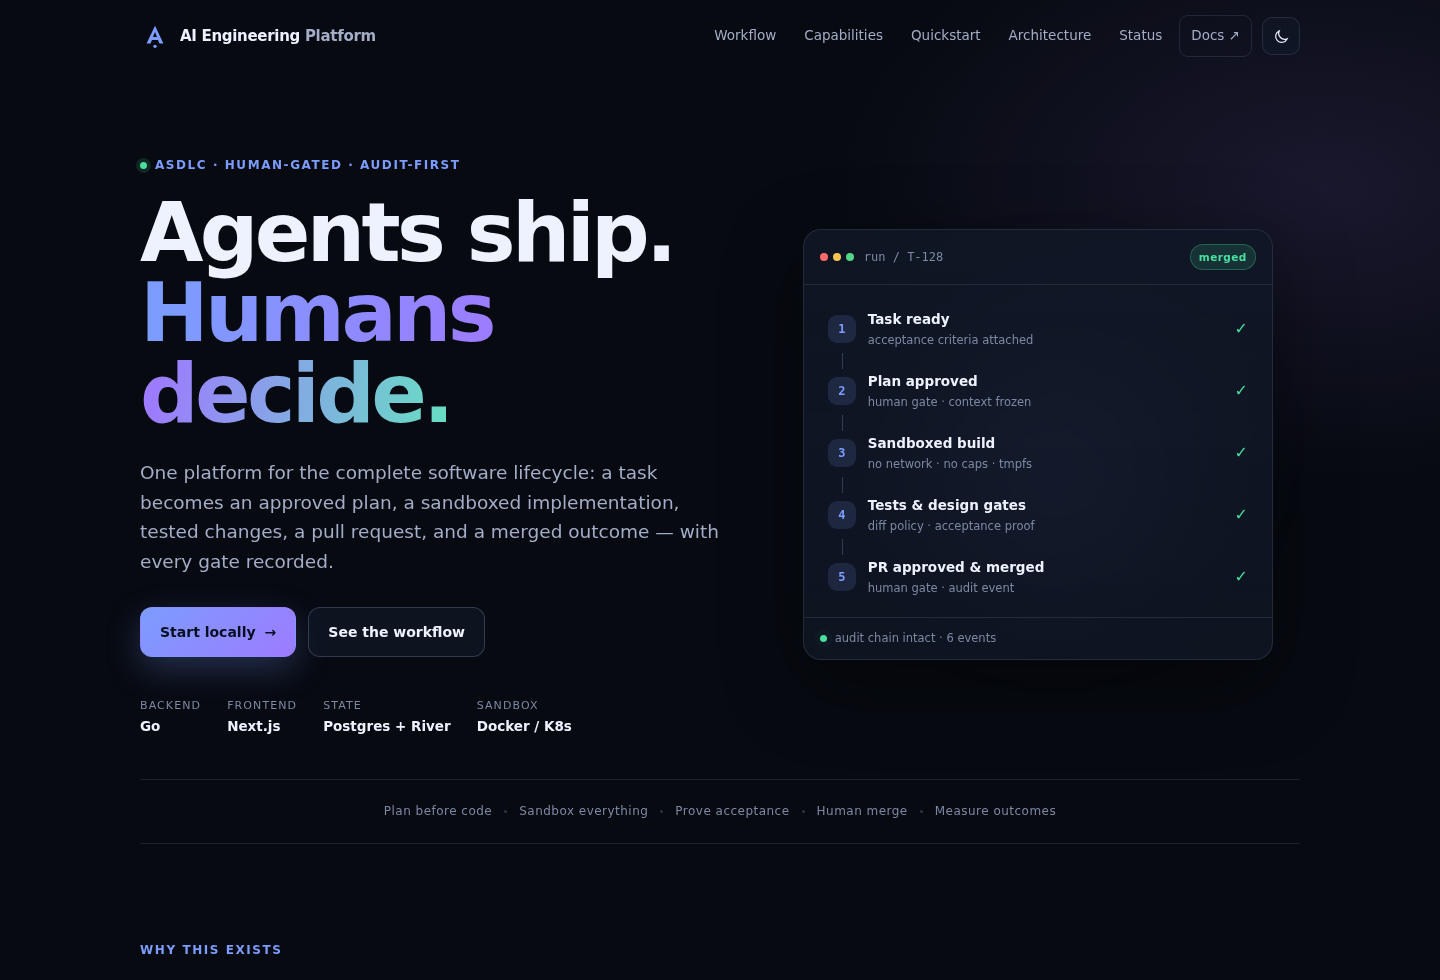 AI Engineering Platform
Workflow
Capabilities
Quickstart
Architecture
Status
Docs ↗
ASDLC · HUMAN-GATED · AUDIT-FIRST
Agents ship.
Humans
decide.
One platform for the complete software lifecycle: a task
becomes an approved plan, a sandboxed implementation,
tested changes, a pull request, and a merged outcome — with
every gate recorded.
Start locally →
See the workflow
BACKEND
Go
FRONTEND
Next.js
STATE
Postgres + River
SANDBOX
Docker / K8s
run / T-128
merged
1
Task ready
acceptance criteria attached
✓
2
Plan approved
human gate · context frozen
✓
3
Sandboxed build
no network · no caps · tmpfs
✓
4
Tests & design gates
diff policy · acceptance proof
✓
5
PR approved & merged
human gate · audit event
✓
audit chain intact · 6 events
Plan before code • Sandbox everything • Prove acceptance • Human merge • Measure outcomes
WHY THIS EXISTS